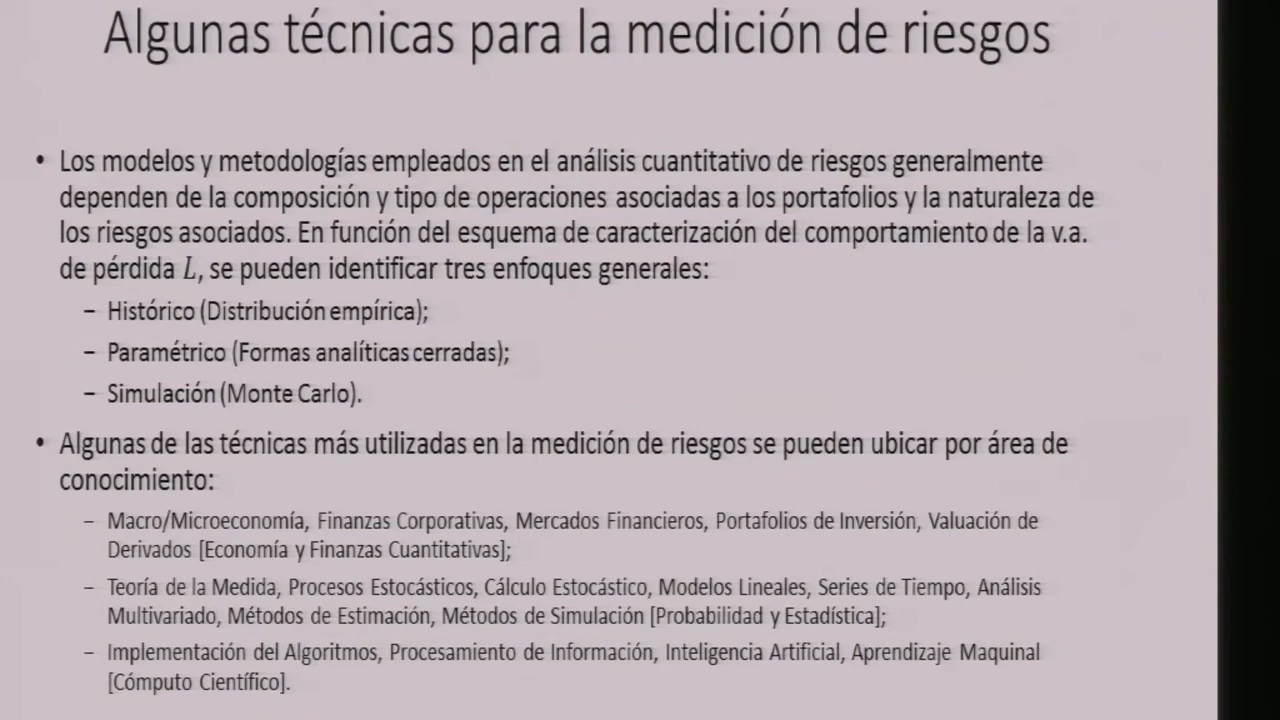 Algunas técnicas para la medición de riesgos
• Los modelos y metodologías empleados en el análisis cuantitativo de riesgos generalmente
dependen de la composición y tipo de operaciones asociadas a los portafolios y la naturaleza de
los riesgos asociados. En función del esquema de caracterización del comportamiento de la v.a.
de pérdida L, se pueden identificar tres enfoques generales:
– Histórico (Distribución empírica);
– Paramétrico (Formas analíticas cerradas);
– Simulación (Monte Carlo).
• Algunas de las técnicas más utilizadas en la medición de riesgos se pueden ubicar por área de
conocimiento:
– Macro/Microeconomía, Finanzas Corporativas, Mercados Financieros, Portafolios de Inversión, Valuación de
Derivados [Economía y Finanzas Cuantitativas];
– Teoría de la Medida, Procesos Estocásticos, Cálculo Estocástico, Modelos Lineales, Series de Tiempo, Análisis
Multivariado, Métodos de Estimación, Métodos de Simulación [Probabilidad y Estadística];
– Implementación del Algoritmos, Procesamiento de Información, Inteligencia Artificial, Aprendizaje Maquinal
[Cómputo Científico].